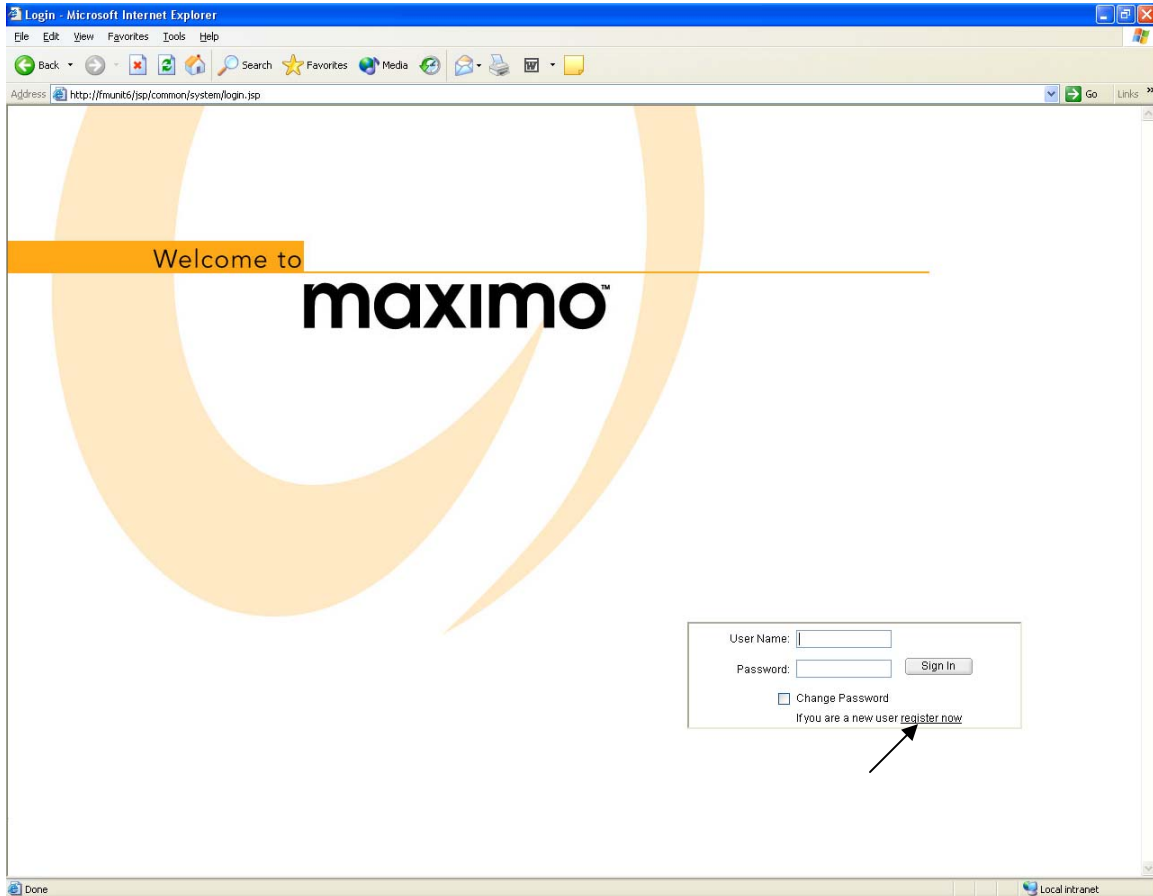 Login - Microsoft Internet Explorer
File Edit View Favorites Tools Help
Back Search Favorites Media W
Address http://fmunit6/jsp/common/system/login.jsp Go Links »
Welcome to
maximo™
User Name:
Password: Sign In
Change Password
If you are a new user register now
Done Local intranet